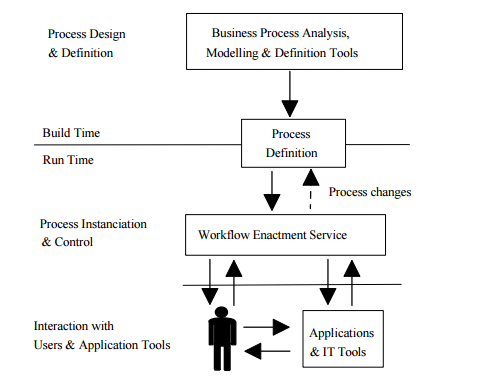 Process Design
& Definition
Business Process Analysis,
Modelling & Definition Tools
Build Time
Run Time
Process
Definition
Process changes
Process Instanciation
& Control
Workflow Enactment Service
Interaction with
Users & Application Tools
Applications
& IT Tools